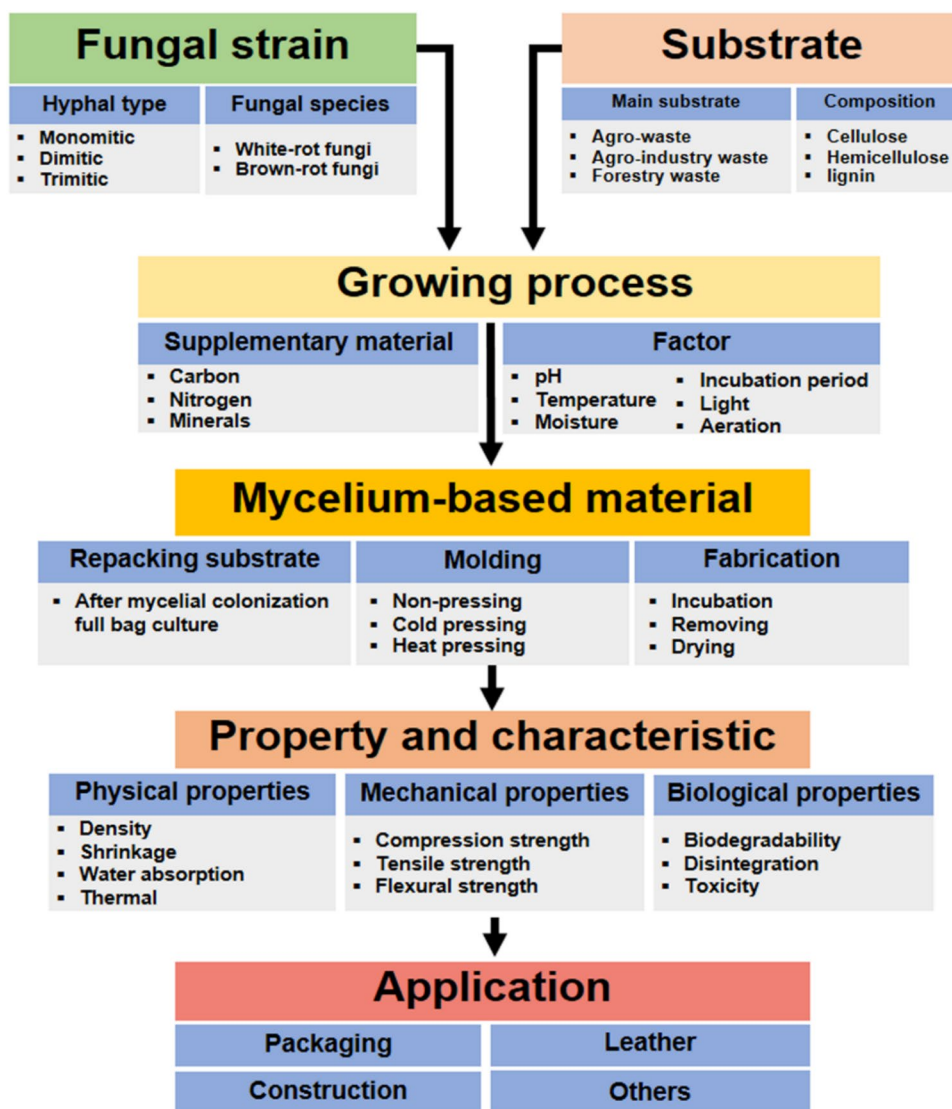 Fungal strain
Hyphal type
▪ Monomitic
▪ Dimitic
▪ Trimitic
Fungal species
▪ White-rot fungi
▪ Brown-rot fungi
Substrate
Main substrate
▪ Agro-waste
▪ Agro-industry waste
▪ Forestry waste
Composition
▪ Cellulose
▪ Hemicellulose
▪ lignin
Growing process
Supplementary material
▪ Carbon
▪ Nitrogen
▪ Minerals
Factor
▪ pH
▪ Temperature
▪ Moisture
▪ Incubation period
▪ Light
▪ Aeration
Mycelium-based material
Repacking substrate
▪ After mycelial colonization
full bag culture
Molding
▪ Non-pressing
▪ Cold pressing
▪ Heat pressing
Fabrication
▪ Incubation
▪ Removing
▪ Drying
Property and characteristic
Physical properties
▪ Density
▪ Shrinkage
▪ Water absorption
▪ Thermal
Mechanical properties
▪ Compression strength
▪ Tensile strength
▪ Flexural strength
Biological properties
▪ Biodegradability
▪ Disintegration
▪ Toxicity
Application
Packaging
Leather
Construction
Others